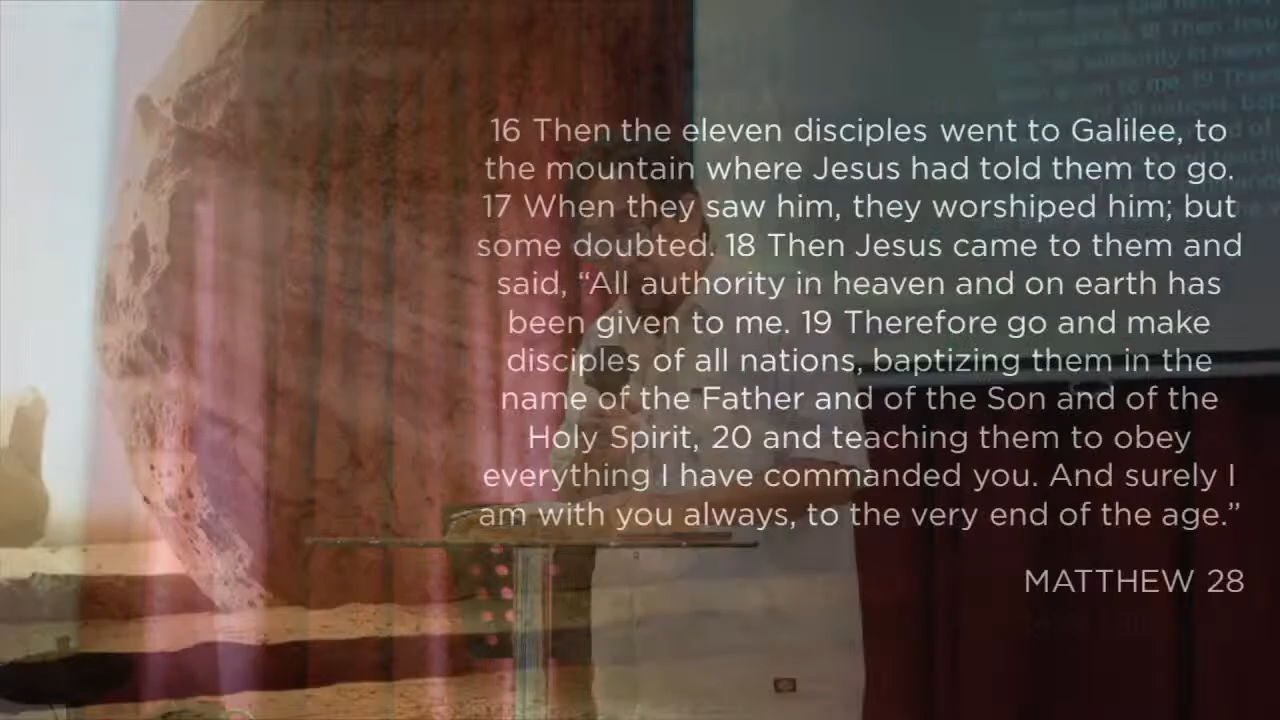 16 Then the eleven disciples went to Galilee, to
the mountain where Jesus had told them to go.
17 When they saw him, they worshiped him; but
some doubted. 18 Then Jesus came to them and
said, “All authority in heaven and on earth has
been given to me. 19 Therefore go and make
disciples of all nations, baptizing them in the
name of the Father and of the Son and of the
Holy Spirit, 20 and teaching them to obey
everything I have commanded you. And surely I
am with you always, to the very end of the age.”
MATTHEW 28